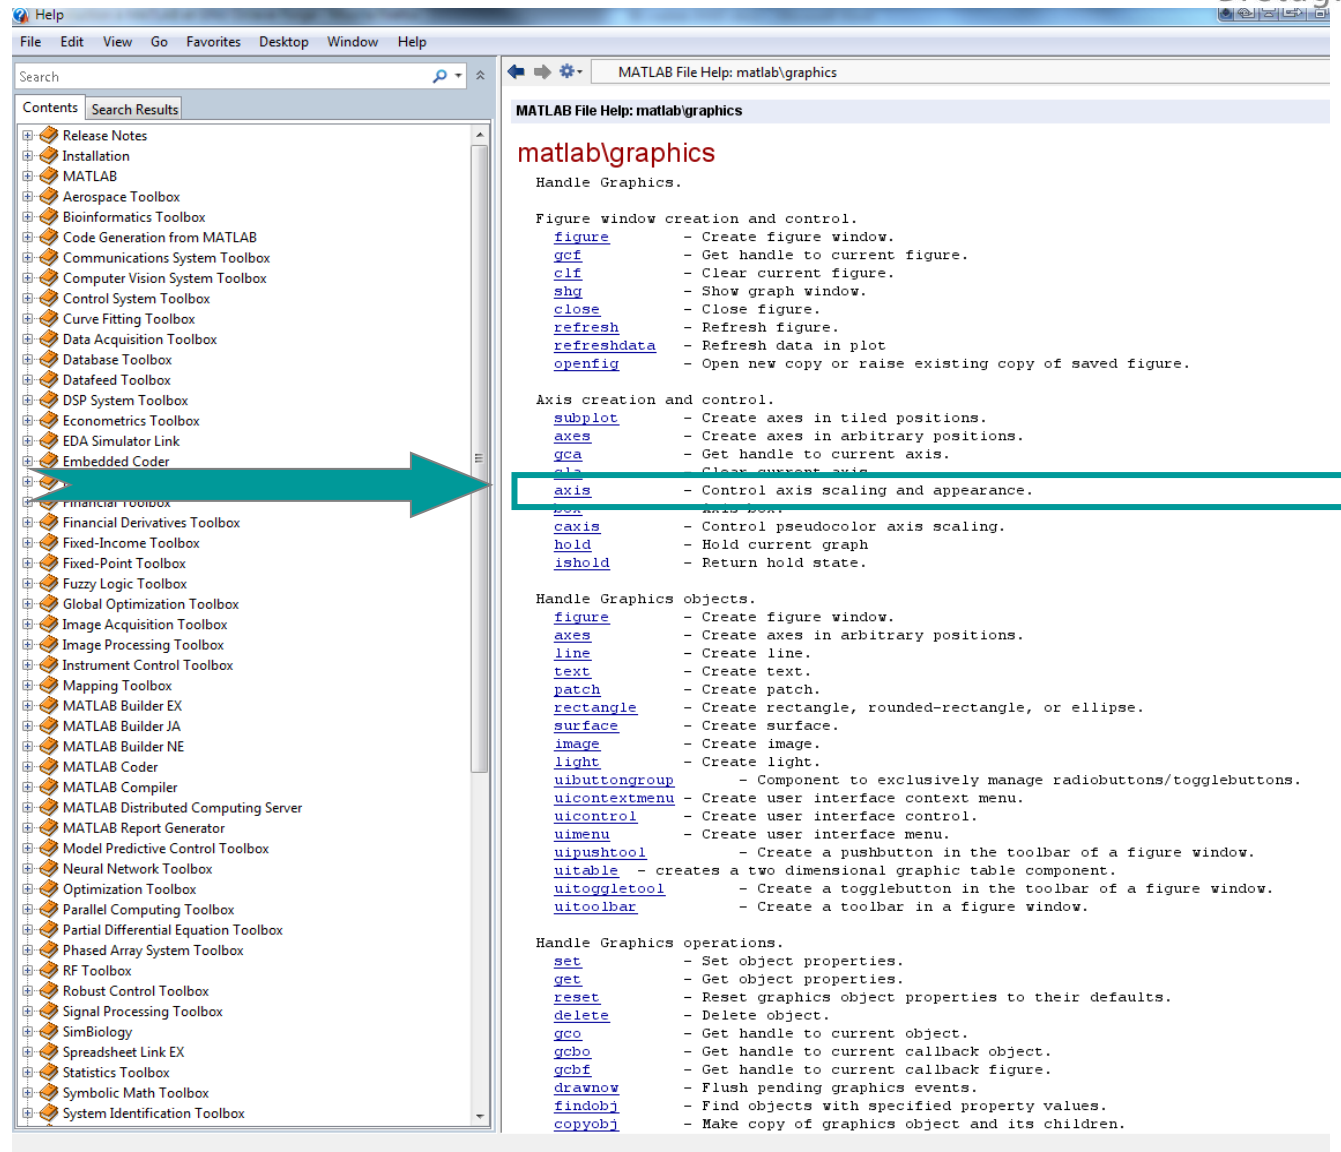 Help
File Edit View Go Favorites Desktop Window Help
Search
Contents Search Results
Release Notes
Installation
MATLAB
Aerospace Toolbox
Bioinformatics Toolbox
Code Generation from MATLAB
Communications System Toolbox
Computer Vision System Toolbox
Control System Toolbox
Curve Fitting Toolbox
Data Acquisition Toolbox
Database Toolbox
Datafeed Toolbox
DSP System Toolbox
Econometrics Toolbox
EDA Simulator Link
Embedded Coder
Financial Toolbox
Financial Derivatives Toolbox
Fixed-Income Toolbox
Fixed-Point Toolbox
Fuzzy Logic Toolbox
Global Optimization Toolbox
Image Acquisition Toolbox
Image Processing Toolbox
Instrument Control Toolbox
Mapping Toolbox
MATLAB Builder EX
MATLAB Builder JA
MATLAB Builder NE
MATLAB Coder
MATLAB Compiler
MATLAB Distributed Computing Server
MATLAB Report Generator
Model Predictive Control Toolbox
Neural Network Toolbox
Optimization Toolbox
Parallel Computing Toolbox
Partial Differential Equation Toolbox
Phased Array System Toolbox
RF Toolbox
Robust Control Toolbox
Signal Processing Toolbox
SimBiology
Spreadsheet Link EX
Statistics Toolbox
Symbolic Math Toolbox
System Identification Toolbox
MATLAB File Help: matlab\graphics
MATLAB File Help: matlab\graphics
matlab\graphics
Handle Graphics.
Figure window creation and control.
figure - Create figure window.
gcf - Get handle to current figure.
clf - Clear current figure.
shg - Show graph window.
close - Close figure.
refresh - Refresh figure.
refreshdata - Refresh data in plot
openfig - Open new copy or raise existing copy of saved figure.
Axis creation and control.
subplot - Create axes in tiled positions.
axes - Create axes in arbitrary positions.
gca - Get handle to current axis.
cla - Clear current axis
axis - Control axis scaling and appearance.
box - Axis box.
caxis - Control pseudocolor axis scaling.
hold - Hold current graph
ishold - Return hold state.
Handle Graphics objects.
figure - Create figure window.
axes - Create axes in arbitrary positions.
line - Create line.
text - Create text.
patch - Create patch.
rectangle - Create rectangle, rounded-rectangle, or ellipse.
surface - Create surface.
image - Create image.
light - Create light.
uibuttongroup - Component to exclusively manage radiobuttons/togglebuttons.
uicontextmenu - Create user interface context menu.
uicontrol - Create user interface control.
uimenu - Create user interface menu.
uipushtool - Create a pushbutton in the toolbar of a figure window.
uitable - creates a two dimensional graphic table component.
uitoggletool - Create a togglebutton in the toolbar of a figure window.
uitoolbar - Create a toolbar in a figure window.
Handle Graphics operations.
set - Set object properties.
get - Get object properties.
reset - Reset graphics object properties to their defaults.
delete - Delete object.
gco - Get handle to current object.
gcbo - Get handle to current callback object.
gcbf - Get handle to current callback figure.
drawnow - Flush pending graphics events.
findobj - Find objects with specified property values.
copyobj - Make copy of graphics object and its children.